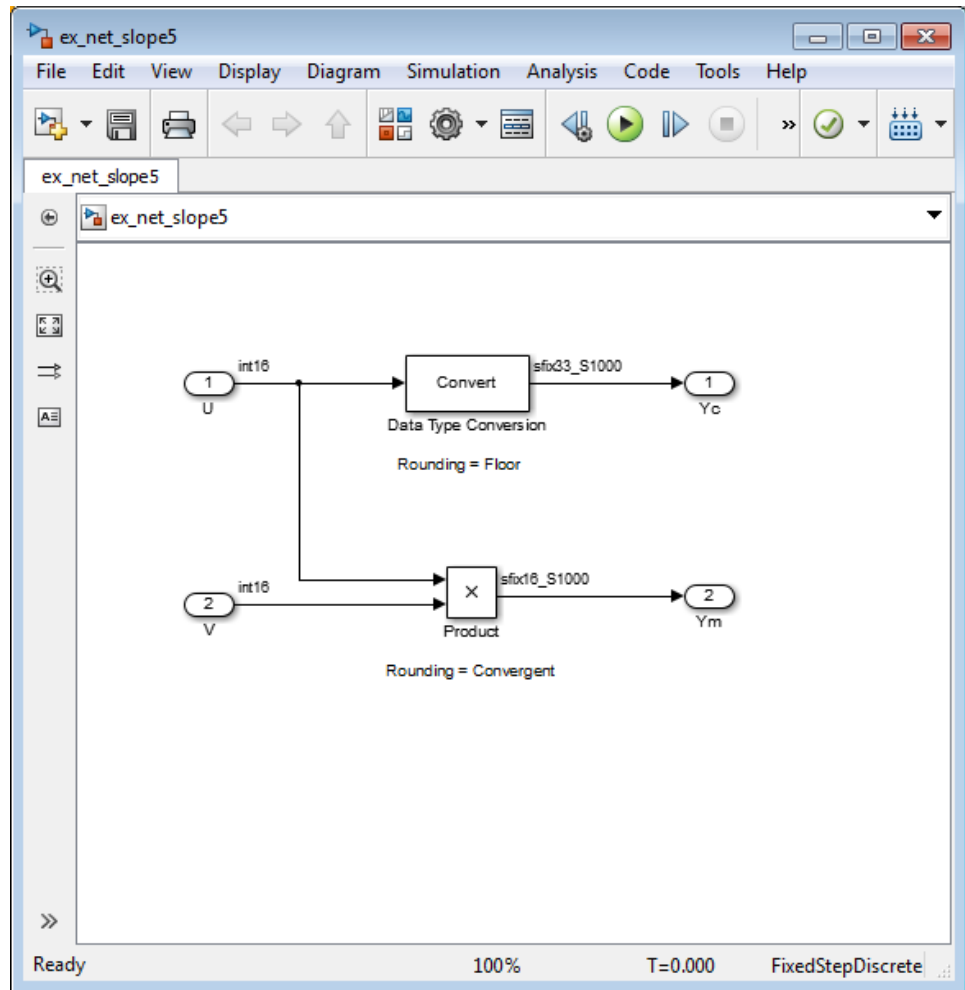 ex_net_slope5
File Edit View Display Diagram Simulation Analysis Code Tools Help
»
ex_net_slope5
ex_net_slope5
int16
sfix33_S1000
1
Convert
1
U
Yc
Data Type Conversion
Rounding = Floor
int16
sfix16_S1000
2
×
2
V
Ym
Product
Rounding = Convergent
»
Ready 100% T=0.000 FixedStepDiscrete